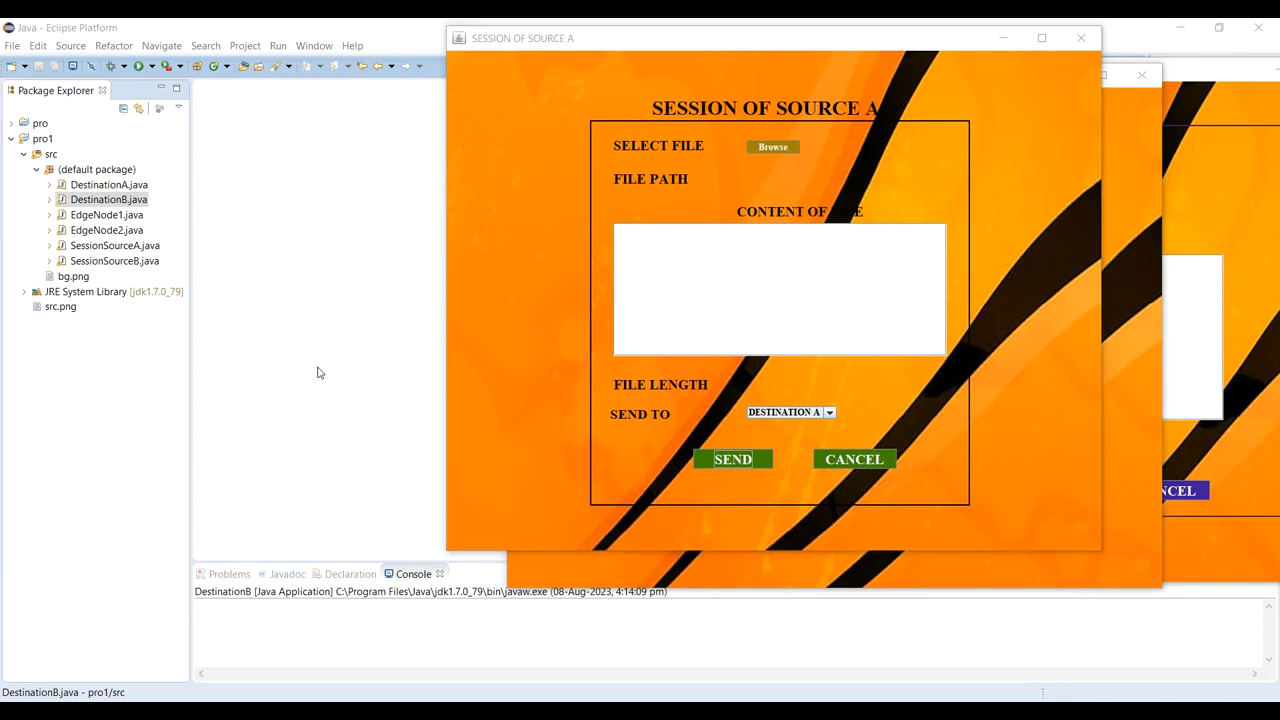 Java - Eclipse Platform
File Edit Source Refactor Navigate Search Project Run Window Help
Package Explorer
pro
pro1
src
(default package)
DestinationA.java
DestinationB.java
EdgeNode1.java
EdgeNode2.java
SessionSourceA.java
SessionSourceB.java
bg.png
JRE System Library [jdk1.7.0_79]
src.png
SESSION OF SOURCE A
SESSION OF SOURCE A
SELECT FILE Browse
FILE PATH
CONTENT OF
FILE LENGTH
SEND TO DESTINATION A
SEND CANCEL
NCEL
Problems Javadoc Declaration Console
DestinationB [Java Application] C:\Program Files\Java\jdk1.7.0_79\bin\javaw.exe (08-Aug-2023, 4:14:09 pm)
DestinationB.java - pro1/src